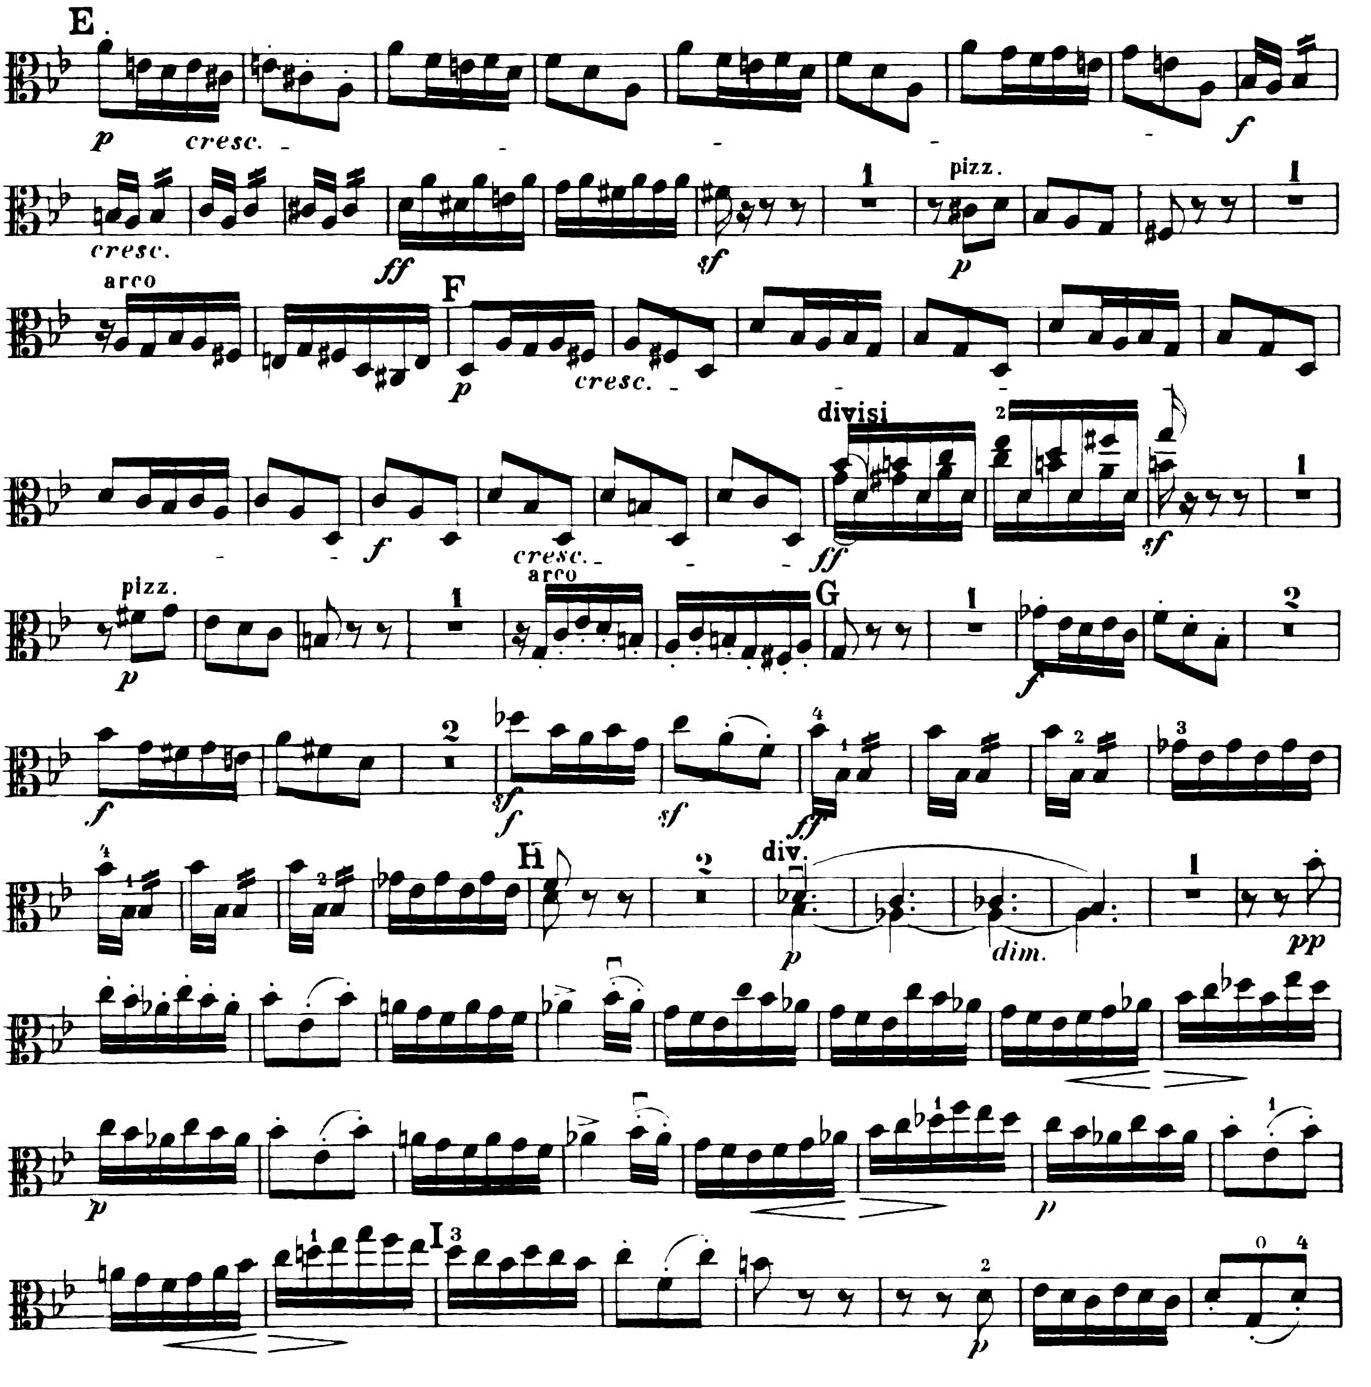 E.
p cresc. f
1 pizz. 1
cresc. ff sf p
arco F
p cresc.
divisi 2 1
f cresc. ff sf
pizz. 1 arco G 1 2
p f
2 4 1 2 3
f sf f sf ff
4 1 2 H 2 div. 1
p dim. pp
1 1
p p
1 I 3 2 0 4
p